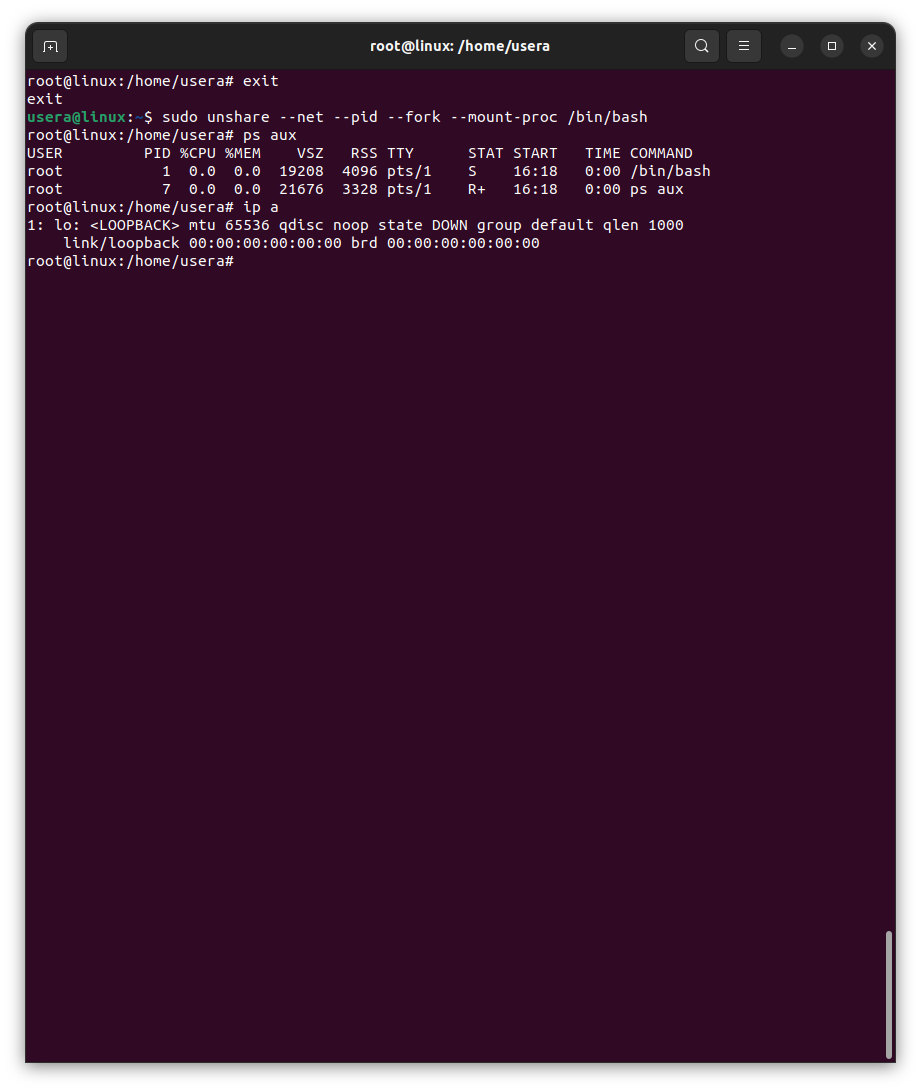 root@linux: /home/usera
root@linux:/home/usera# exit
exit
usera@linux:~$ sudo unshare --net --pid --fork --mount-proc /bin/bash
root@linux:/home/usera# ps aux
USER         PID %CPU %MEM    VSZ   RSS TTY      STAT START   TIME COMMAND
root           1  0.0  0.0  19208  4096 pts/1    S    16:18   0:00 /bin/bash
root           7  0.0  0.0  21676  3328 pts/1    R+   16:18   0:00 ps aux
root@linux:/home/usera# ip a
1: lo: <LOOPBACK> mtu 65536 qdisc noop state DOWN group default qlen 1000
    link/loopback 00:00:00:00:00:00 brd 00:00:00:00:00:00
root@linux:/home/usera#